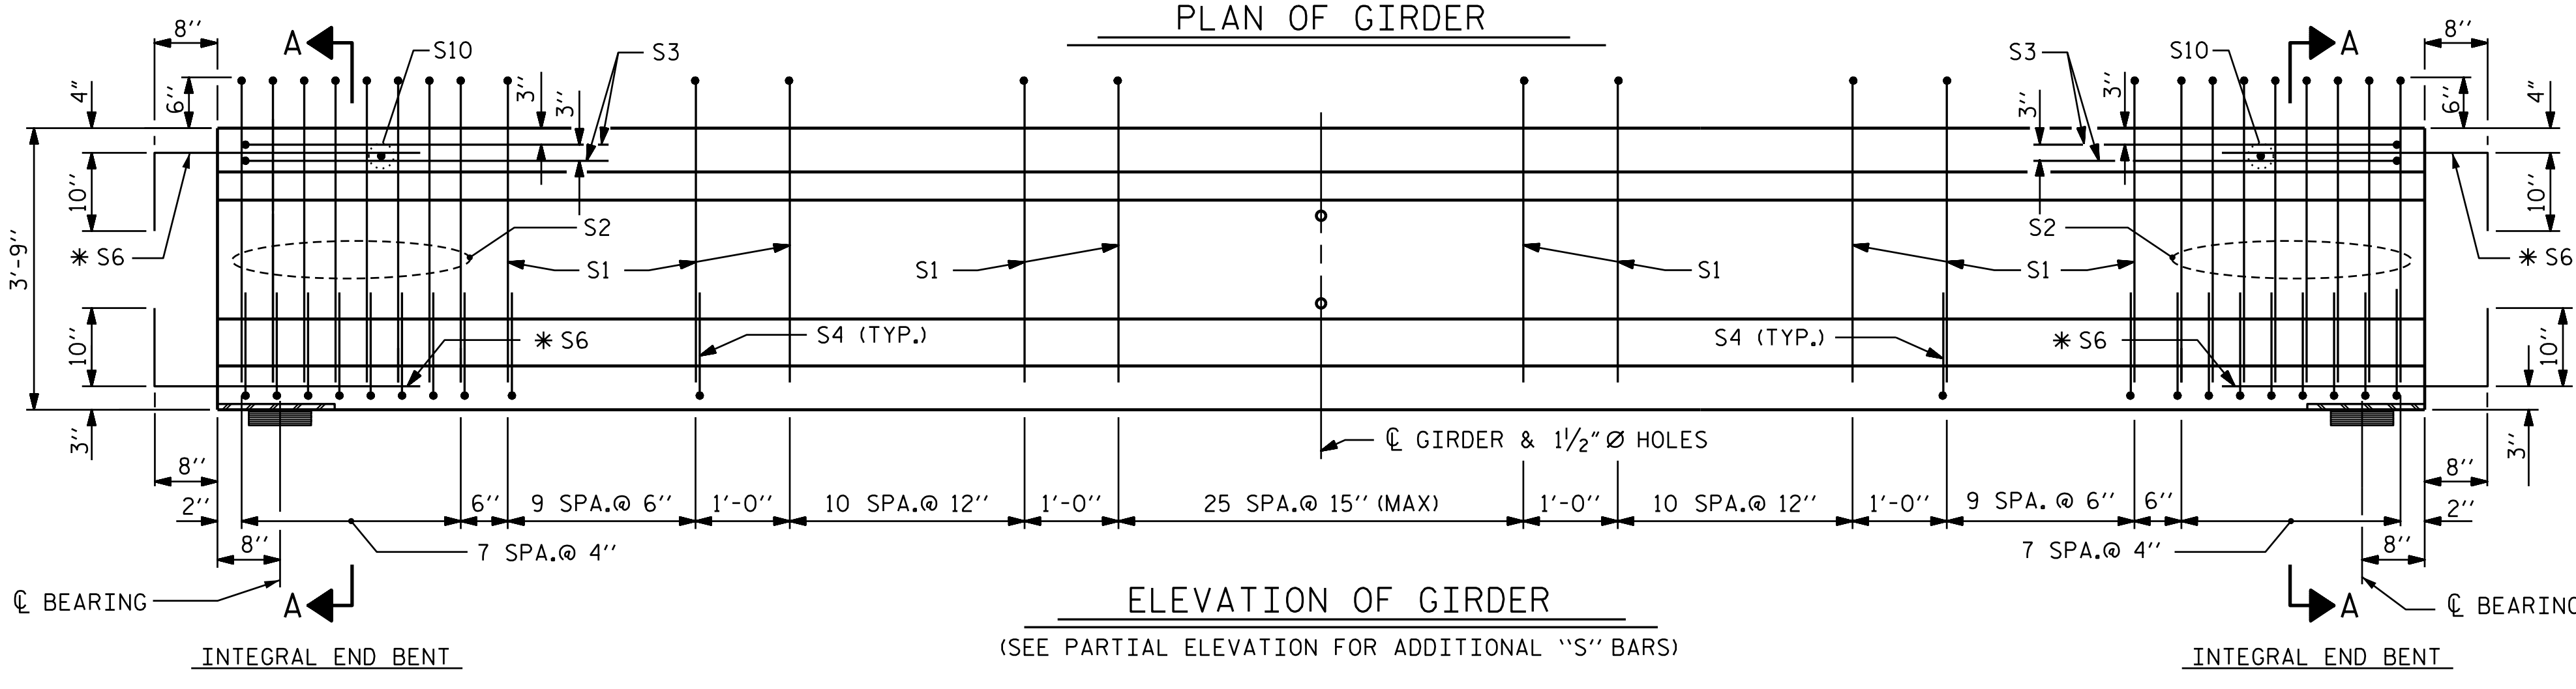 PLAN OF GIRDER
8'' A S10 S3 S3 S10 A 8''
4'' 6'' 3'' 3'' 3'' 3'' 6'' 4''
10'' 10''
3'-9'' ✳ S6 S2 S2 ✳ S6
S1 S1 S1 S1
10'' ✳ S6 S4 (TYP.) S4 (TYP.) ✳ S6 10''
3'' ℄ GIRDER & 1½'' Ø HOLES 3''
8'' 8''
2'' 6'' 9 SPA.@ 6'' 1'-0'' 10 SPA.@ 12'' 1'-0'' 25 SPA.@ 15'' (MAX) 1'-0'' 10 SPA.@ 12'' 1'-0'' 9 SPA. @ 6'' 6'' 2''
8'' 7 SPA.@ 4'' 7 SPA.@ 4'' 8''
℄ BEARING A ELEVATION OF GIRDER A ℄ BEARING
(SEE PARTIAL ELEVATION FOR ADDITIONAL ''S'' BARS)
INTEGRAL END BENT INTEGRAL END BENT